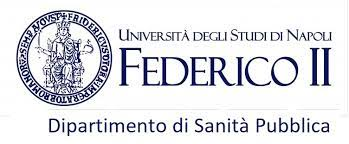 UNIVERSITÀ DEGLI STUDI DI NAPOLI
FEDERICO II
Dipartimento di Sanità Pubblica